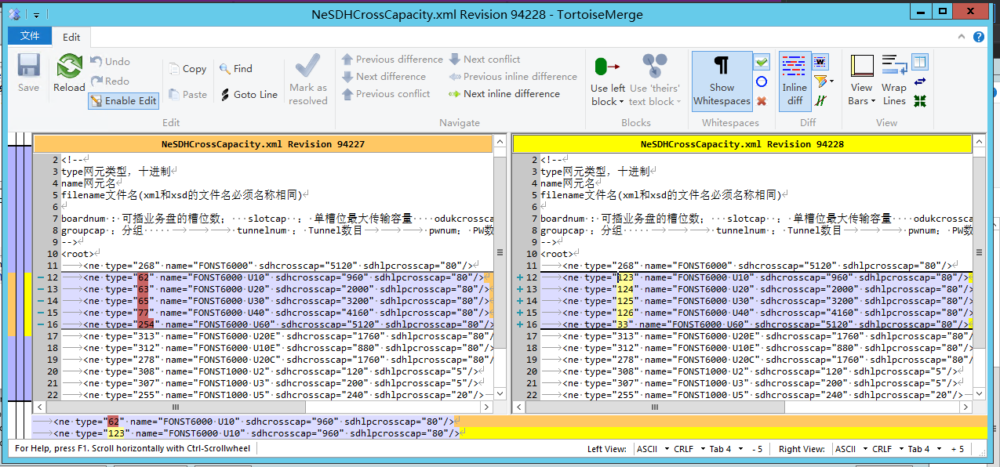 NeSDHCrossCapacity.xml Revision 94228 - TortoiseMerge
文件 Edit
Save
Reload
Undo
Redo
Enable Edit
Copy
Paste
Find
Goto Line
Mark as resolved
Previous difference
Next difference
Previous conflict
Next conflict
Previous inline difference
Next inline difference
Use left block
Use 'theirs' text block
Show Whitespaces
Inline diff
View Bars
Wrap Lines
Edit Navigate Blocks Whitespaces Diff View
NeSDHCrossCapacity.xml Revision 94227
2 <!--
3 type网元类型，十进制
4 name网元名
5 filename文件名(xml和xsd的文件名必须名称相同)
6
7 boardnum : 可插业务盘的槽位数; slotcap : 单槽位最大传输容量 odukcrossca
8 groupcap : 分组 tunnelnum : Tunnel数目 pwnum: PW数
9 -->
10 <root>
11 <ne type="268" name="FONST6000" sdhcrosscap="5120" sdhlpcrosscap="80"/>
12 <ne type="62" name="FONST6000 U10" sdhcrosscap="960" sdhlpcrosscap="80"/>
13 <ne type="63" name="FONST6000 U20" sdhcrosscap="2000" sdhlpcrosscap="80"/>
14 <ne type="65" name="FONST6000 U30" sdhcrosscap="3200" sdhlpcrosscap="80"/>
15 <ne type="77" name="FONST6000 U40" sdhcrosscap="4160" sdhlpcrosscap="80"/>
16 <ne type="254" name="FONST6000 U60" sdhcrosscap="5120" sdhlpcrosscap="80"/
17 <ne type="313" name="FONST6000 U20E" sdhcrosscap="1760" sdhlpcrosscap="80"/
18 <ne type="312" name="FONST6000 U10E" sdhcrosscap="880" sdhlpcrosscap="80"/>
19 <ne type="278" name="FONST6000 U20C" sdhcrosscap="1760" sdhlpcrosscap="80"/
20 <ne type="308" name="FONST1000 U2" sdhcrosscap="120" sdhlpcrosscap="5"/>
21 <ne type="307" name="FONST1000 U3" sdhcrosscap="200" sdhlpcrosscap="5"/>
22 <ne type="255" name="FONST1000 U5" sdhcrosscap="240" sdhlpcrosscap="20"/>
NeSDHCrossCapacity.xml Revision 94228
2 <!--
3 type网元类型，十进制
4 name网元名
5 filename文件名(xml和xsd的文件名必须名称相同)
6
7 boardnum : 可插业务盘的槽位数; slotcap : 单槽位最大传输容量 odukcrossca
8 groupcap : 分组 tunnelnum : Tunnel数目 pwnum: PW数
9 -->
10 <root>
11 <ne type="268" name="FONST6000" sdhcrosscap="5120" sdhlpcrosscap="80"/>
12 <ne type="123" name="FONST6000 U10" sdhcrosscap="960" sdhlpcrosscap="80"/>
13 <ne type="124" name="FONST6000 U20" sdhcrosscap="2000" sdhlpcrosscap="80"/
14 <ne type="125" name="FONST6000 U30" sdhcrosscap="3200" sdhlpcrosscap="80"/
15 <ne type="126" name="FONST6000 U40" sdhcrosscap="4160" sdhlpcrosscap="80"/
16 <ne type="33" name="FONST6000 U60" sdhcrosscap="5120" sdhlpcrosscap="80"/>
17 <ne type="313" name="FONST6000 U20E" sdhcrosscap="1760" sdhlpcrosscap="80"/
18 <ne type="312" name="FONST6000 U10E" sdhcrosscap="880" sdhlpcrosscap="80"/>
19 <ne type="278" name="FONST6000 U20C" sdhcrosscap="1760" sdhlpcrosscap="80"/
20 <ne type="308" name="FONST1000 U2" sdhcrosscap="120" sdhlpcrosscap="5"/>
21 <ne type="307" name="FONST1000 U3" sdhcrosscap="200" sdhlpcrosscap="5"/>
22 <ne type="255" name="FONST1000 U5" sdhcrosscap="240" sdhlpcrosscap="20"/>
<ne type="62" name="FONST6000 U10" sdhcrosscap="960" sdhlpcrosscap="80"/>
<ne type="123" name="FONST6000 U10" sdhcrosscap="960" sdhlpcrosscap="80"/>
For Help, press F1. Scroll horizontally with Ctrl-Scrollwheel Left View: ASCII CRLF Tab 4 - 5 Right View: ASCII CRLF Tab 4 + 5